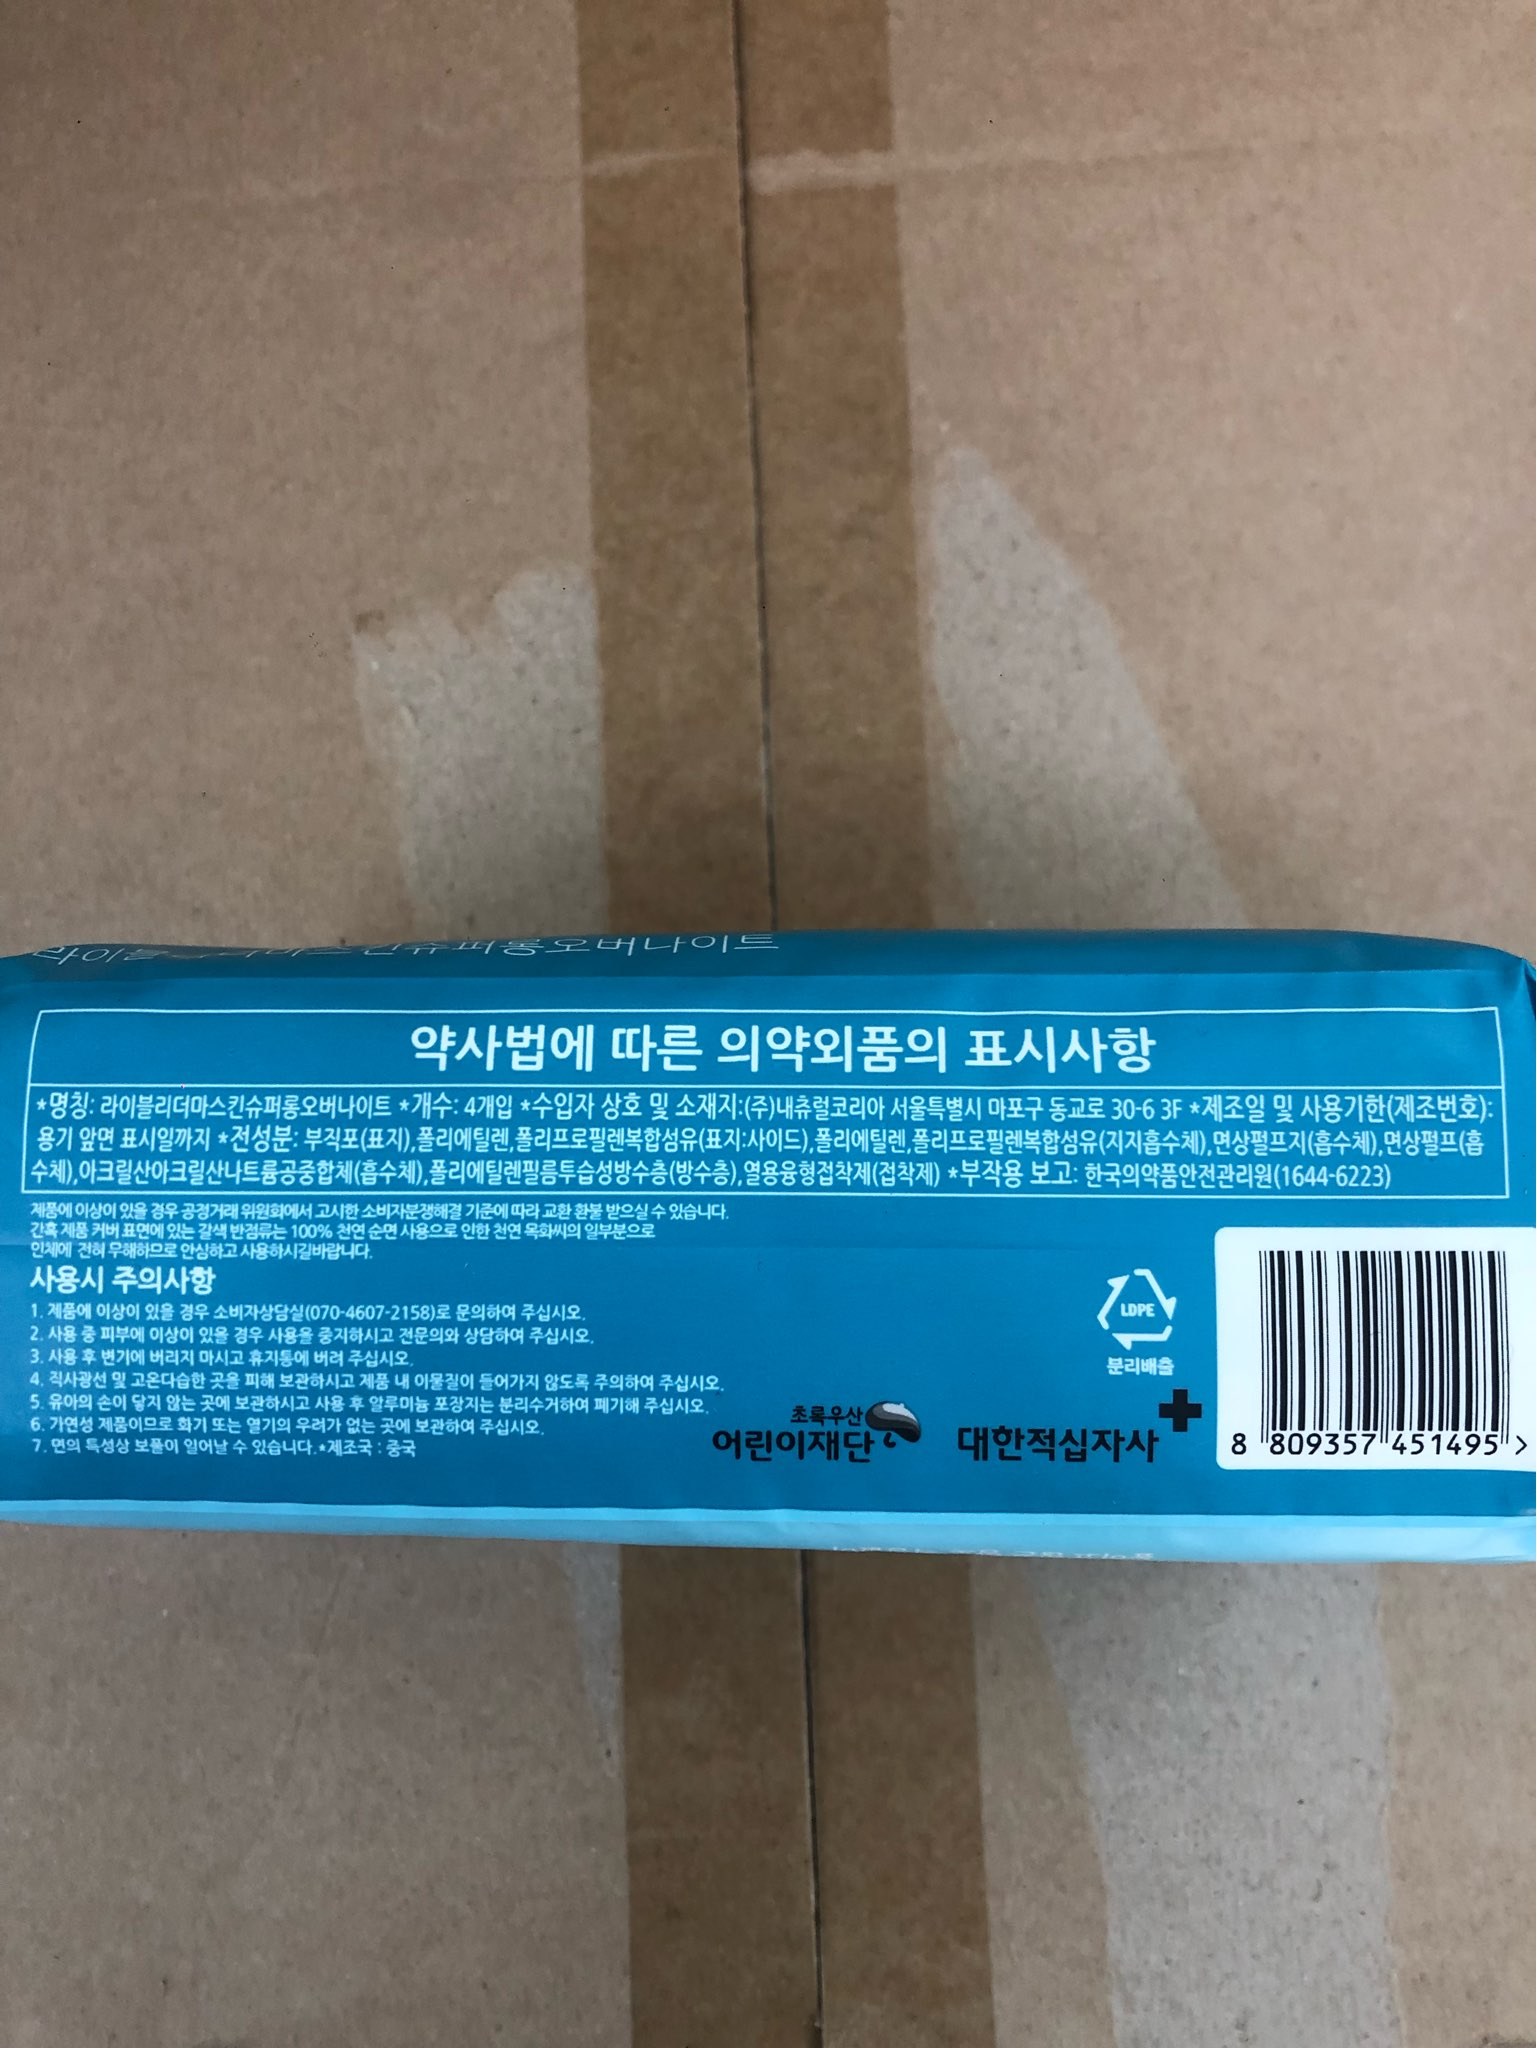 약사법에 따른 의약외품의 표시사항
*명칭: 라이블리더마스킨슈퍼롱오버나이트 *개수: 4개입 *수입자 상호 및 소재지:(주)내츄럴코리아 서울특별시 마포구 동교로 30-6 3F *제조일 및 사용기한(제조번호):
용기 앞면 표시일까지 *전성분: 부직포(표지),폴리에틸렌,폴리프로필렌복합섬유(표지:사이드),폴리에틸렌,폴리프로필렌복합섬유(지지흡수체),면상펄프지(흡수체),면상펄프(흡
수체),아크릴산아크릴산나트륨공중합체(흡수체),폴리에틸렌필름투습성방수층(방수층),열용융형접착제(접착제) *부작용 보고: 한국의약품안전관리원(1644-6223)
제품에 이상이 있을 경우 공정거래 위원회에서 고시한 소비자분쟁해결 기준에 따라 교환 환불 받으실 수 있습니다.
간혹 제품 커버 표면에 있는 갈색 반점류는 100% 천연 순면 사용으로 인한 천연 목화씨의 일부분으로
인체에 전혀 무해하므로 안심하고 사용하시길바랍니다.
사용시 주의사항
1. 제품에 이상이 있을 경우 소비자상담실(070-4607-2158)로 문의하여 주십시오.
2. 사용 중 피부에 이상이 있을 경우 사용을 중지하시고 전문의와 상담하여 주십시오.
3. 사용 후 변기에 버리지 마시고 휴지통에 버려 주십시오.
4. 직사광선 및 고온다습한 곳을 피해 보관하시고 제품 내 이물질이 들어가지 않도록 주의하여 주십시오.
5. 유아의 손이 닿지 않는 곳에 보관하시고 사용 후 알루미늄 포장지는 분리수거하여 폐기해 주십시오.
6. 가연성 제품이므로 화기 또는 열기의 우려가 없는 곳에 보관하여 주십시오.
7. 면의 특성상 보풀이 일어날 수 있습니다.*제조국 : 중국
초록우산
어린이재단
대한적십자사
LDPE
분리배출
8 809357 451495 >